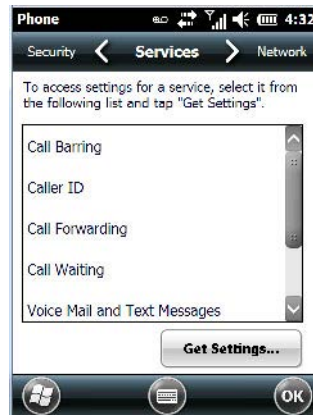 Phone 4:32
Security Services Network
To access settings for a service, select it from
the following list and tap "Get Settings".
Call Barring
Caller ID
Call Forwarding
Call Waiting
Voice Mail and Text Messages
Get Settings...
OK